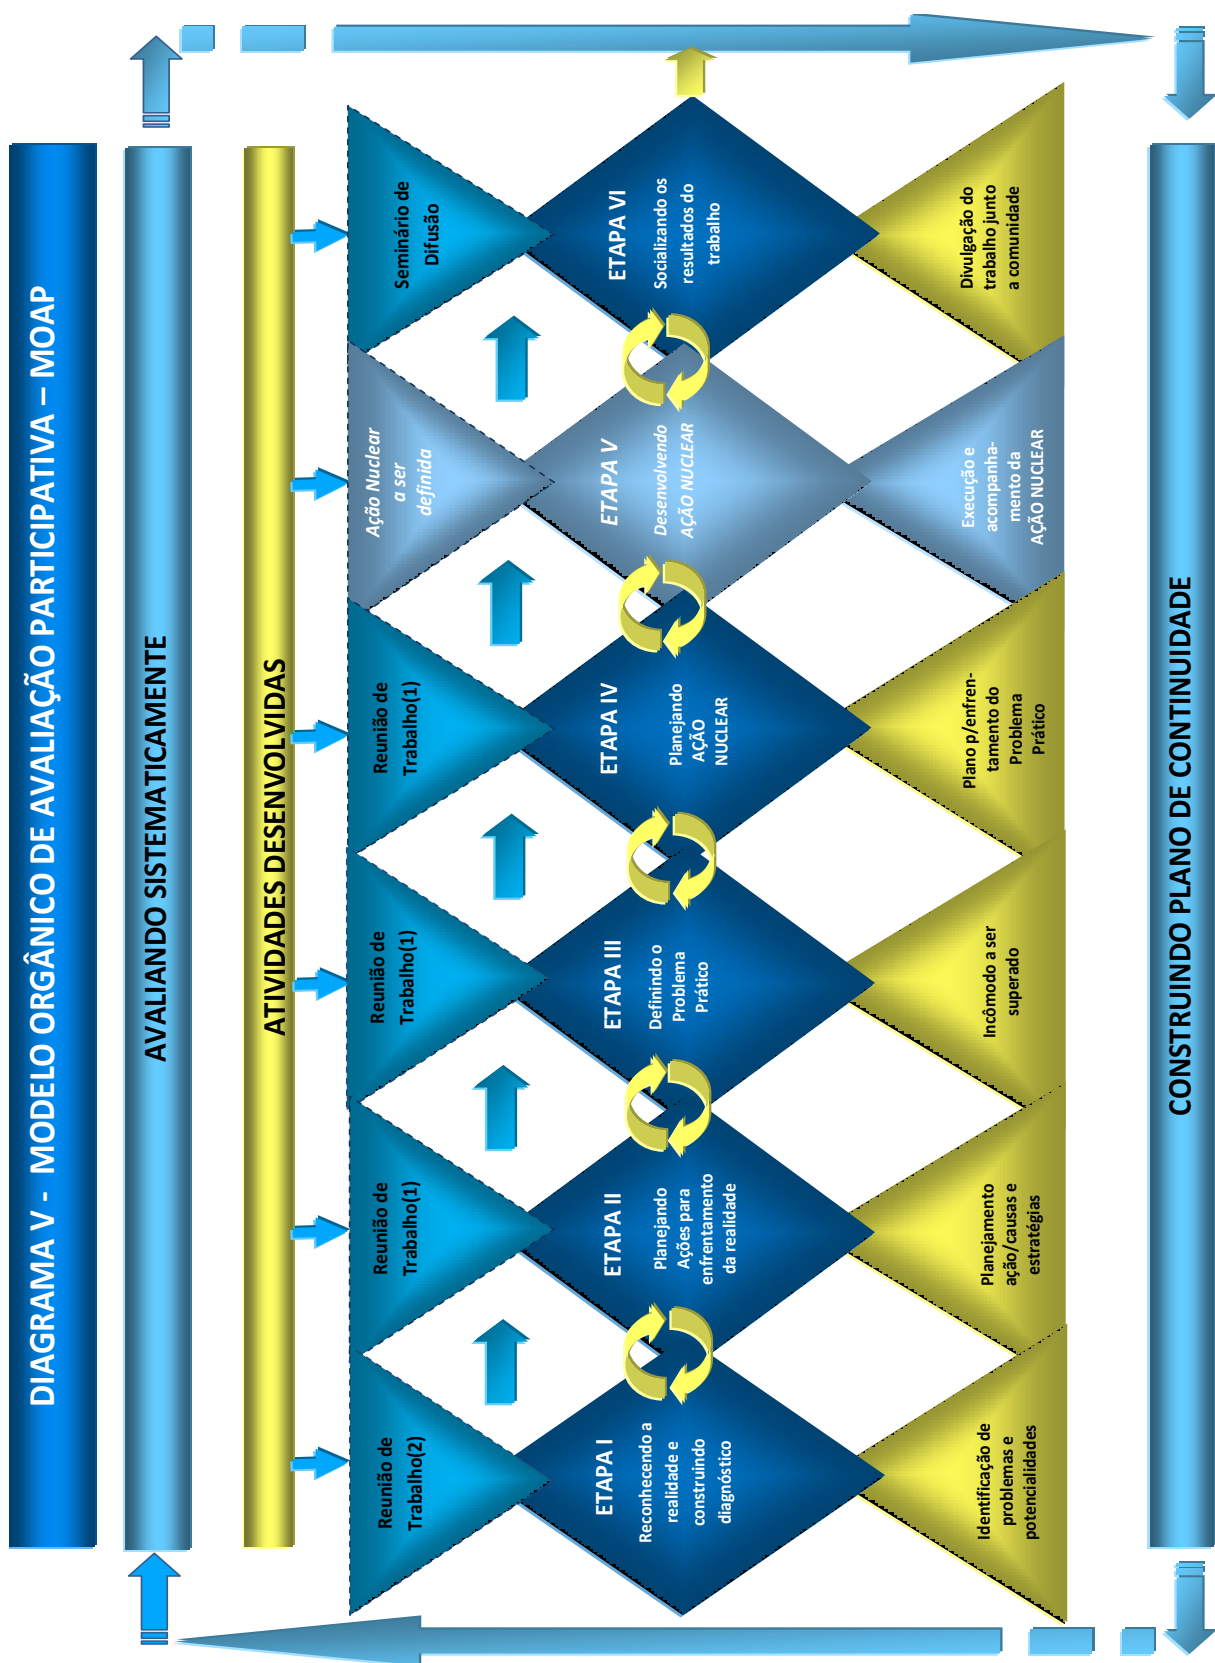 DIAGRAMA V - MODELO ORGÂNICO DE AVALIAÇÃO PARTICIPATIVA – MOAP
AVALIANDO SISTEMATICAMENTE
ATIVIDADES DESENVOLVIDAS
Reunião de
Trabalho(2)
Reunião de
Trabalho(1)
Reunião de
Trabalho(1)
Reunião de
Trabalho(1)
Ação Nuclear
a ser
definida
Seminário de
Difusão
ETAPA I
Reconhecendo a
realidade e
construindo
diagnóstico
ETAPA II
Planejando
Ações para
enfrentamento
da realidade
ETAPA III
Definindo o
Problema
Prático
ETAPA IV
Planejando
AÇÃO
NUCLEAR
ETAPA V
Desenvolvendo
AÇÃO NUCLEAR
ETAPA VI
Socializando os
resultados do
trabalho
Identificação de
problemas e
potencialidades
Planejamento
ação/causas e
estratégias
Incômodo a ser
superado
Plano p/enfren-
tamento do
Problema
Prático
Execução e
acompanha-
mento da
AÇÃO NUCLEAR
Divulgação do
trabalho junto
a comunidade
CONSTRUINDO PLANO DE CONTINUIDADE